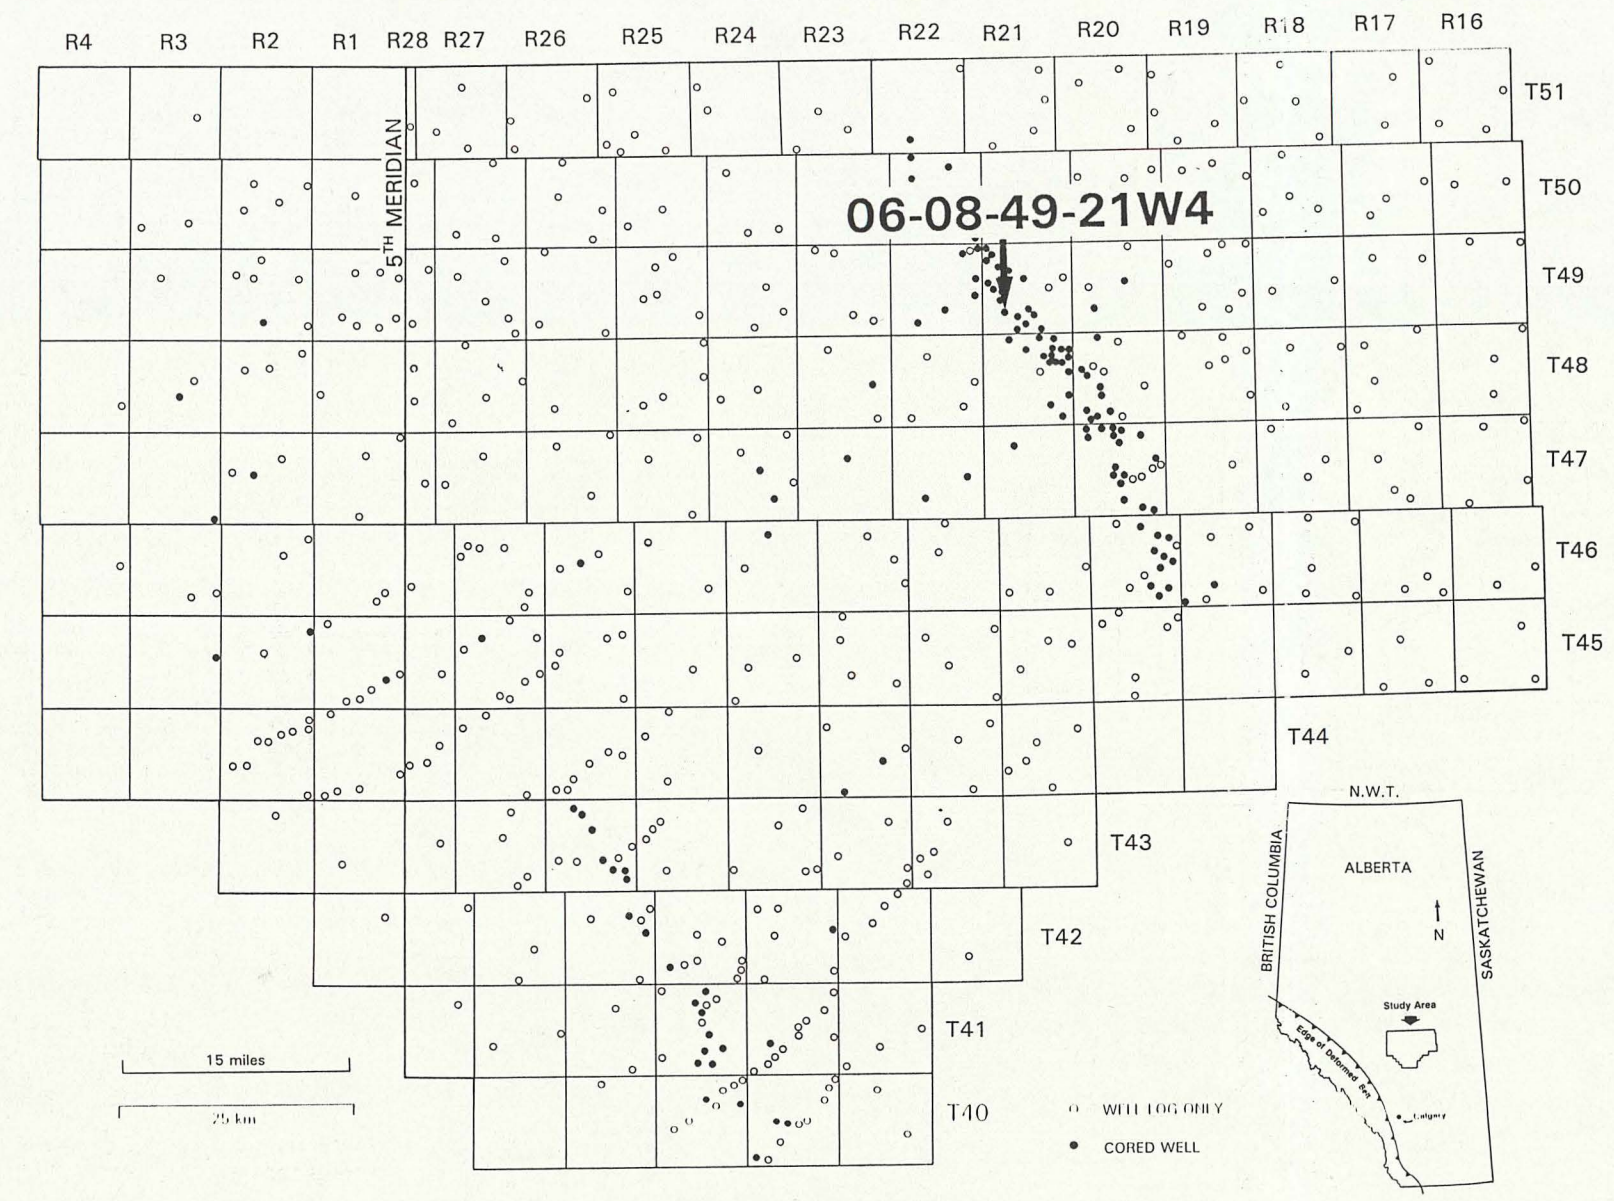 R4 R3 R2 R1 R28 R27 R26 R25 R24 R23 R22 R21 R20 R19 R18 R17 R16
T51
5TH MERIDIAN
T50
06-08-49-21W4
T49
T48
T47
T46
T45
T44
N.W.T.
T43
BRITISH COLUMBIA
ALBERTA
SASKATCHEWAN
N
T42
Study Area
T41
Edge of Deformed Belt
15 miles
25 km
T40
WELL LOG ONLY
Calgary
CORED WELL